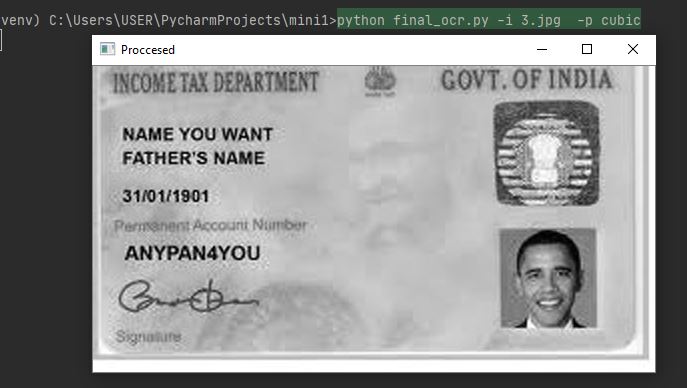 venv) C:\Users\USER\PycharmProjects\mini1>python final_ocr.py -i 3.jpg  -p cubic
Proccesed
INCOME TAX DEPARTMENT
GOVT. OF INDIA
NAME YOU WANT
FATHER'S NAME
31/01/1901
Permanent Account Number
ANYPAN4YOU
Signature